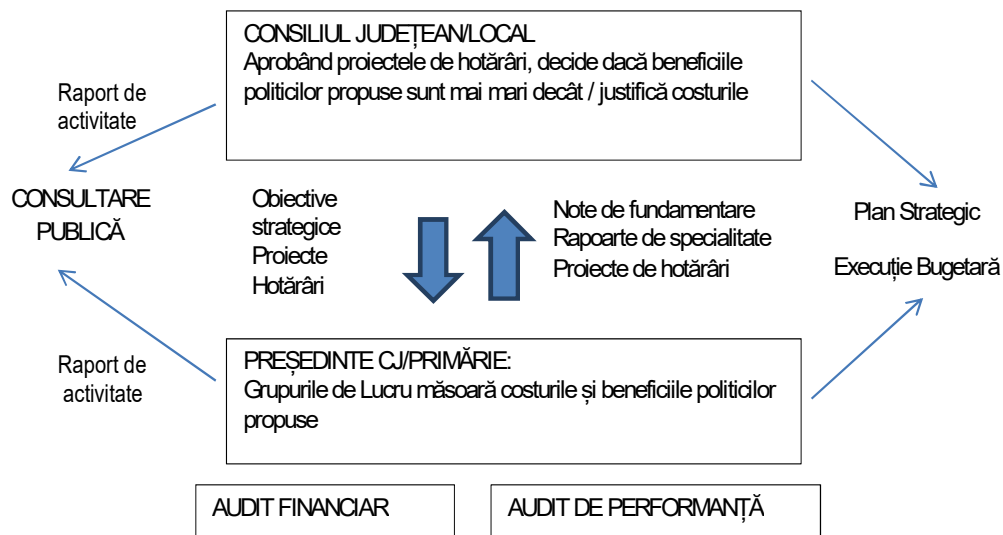 CONSILIUL JUDEȚEAN/LOCAL
Aprobând proiectele de hotărâri, decide dacă beneficiile
politicilor propuse sunt mai mari decât / justifică costurile
Raport de
activitate
CONSULTARE
PUBLICĂ
Obiective
strategice
Proiecte
Hotărâri
Note de fundamentare
Rapoarte de specialitate
Proiecte de hotărâri
Plan Strategic
Execuție Bugetară
Raport de
activitate
PREȘEDINTE CJ/PRIMĂRIE:
Grupurile de Lucru măsoară costurile și beneficiile politicilor
propuse
AUDIT FINANCIAR
AUDIT DE PERFORMANȚĂ